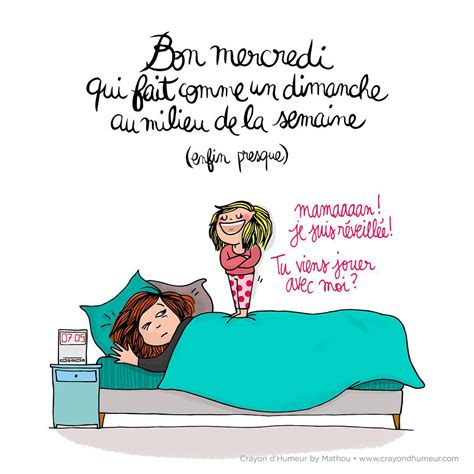 Bon mercredi
qui fait comme un dimanche
au milieu de la semaine
(enfin presque)
mamaaaan!
je suis réveillée!
Tu viens jouer
avec moi?
07:05
Crayon d'Humeur by Mathou • www.crayondhumeur.com